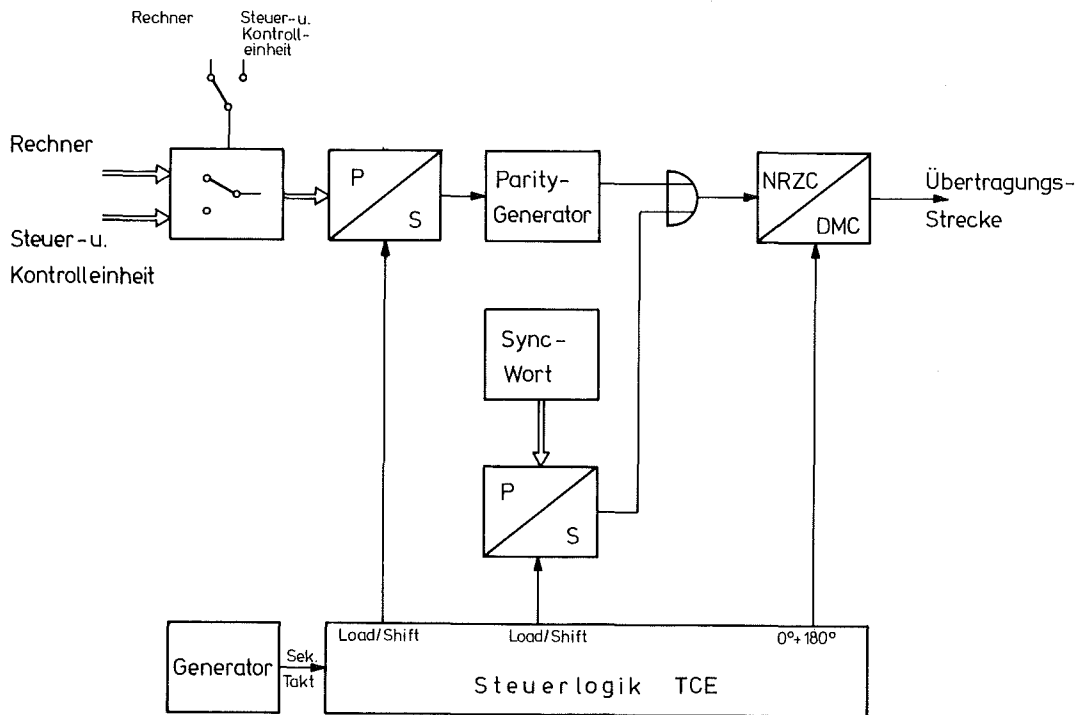 Rechner
Steuer-u.
Kontroll-
einheit
Rechner
Steuer-u.
Kontrolleinheit
P
S
Parity-
Generator
NRZC
DMC
Übertragungs-
Strecke
Sync-
Wort
P
S
Generator
Sek.
Takt
Load/Shift
Load/Shift
0°+180°
Steuerlogik TCE